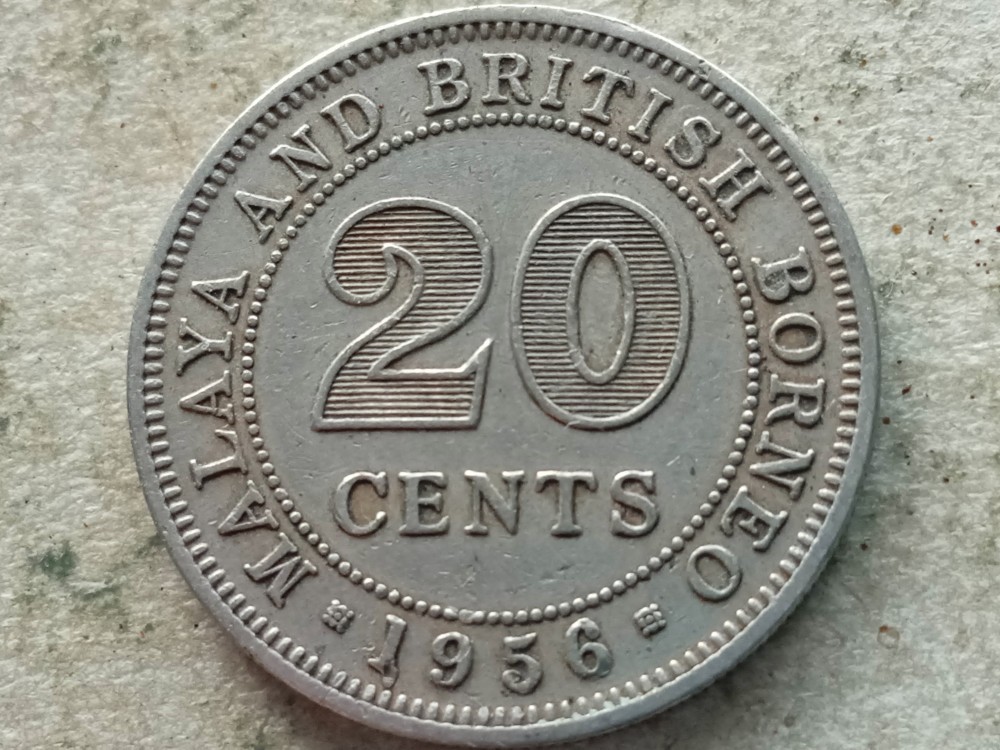 MALAYA AND BRITISH BORNEO
20
CENTS
1956